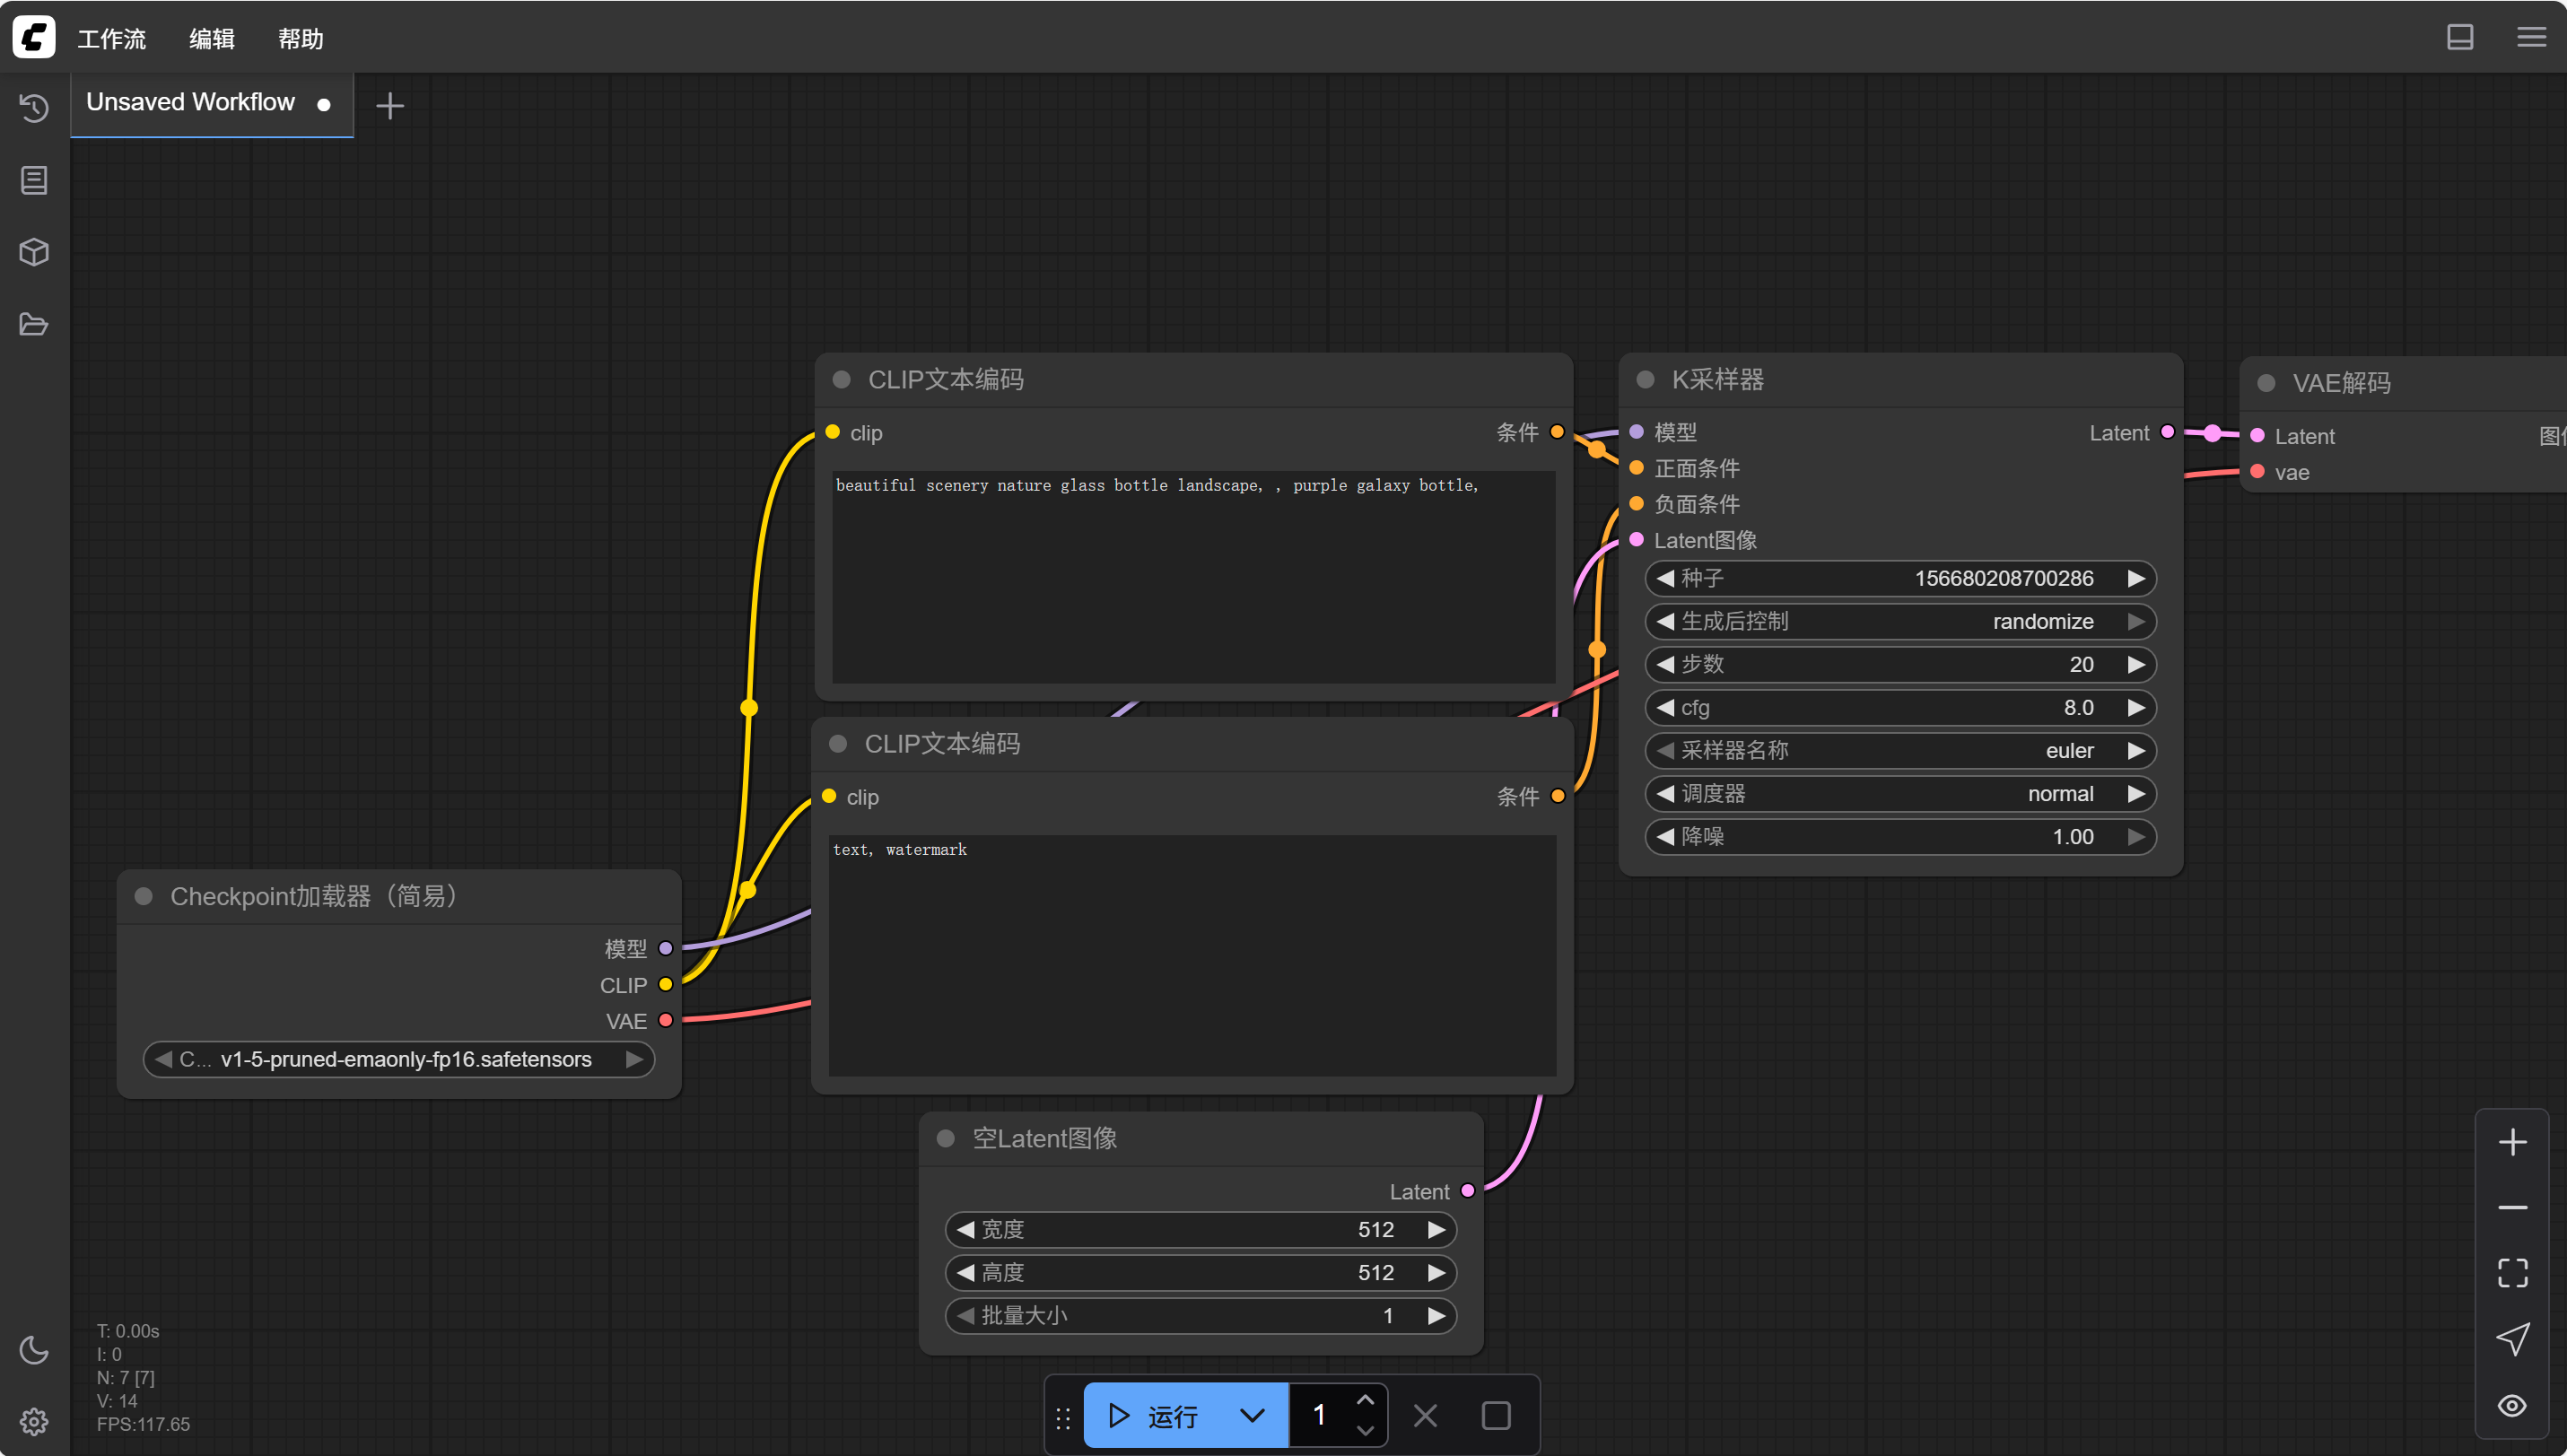 工作流 编辑 帮助
Unsaved Workflow
CLIP文本编码
clip 条件
beautiful scenery nature glass bottle landscape, , purple galaxy bottle,
CLIP文本编码
clip 条件
text, watermark
Checkpoint加载器（简易）
模型
CLIP
VAE
C... v1-5-pruned-emaonly-fp16.safetensors
空Latent图像
Latent
宽度 512
高度 512
批量大小 1
K采样器
模型 Latent
正面条件
负面条件
Latent图像
种子 156680208700286
生成后控制 randomize
步数 20
cfg 8.0
采样器名称 euler
调度器 normal
降噪 1.00
VAE解码
Latent 图
vae
T: 0.00s
I: 0
N: 7 [7]
V: 14
FPS:117.65
运行 1